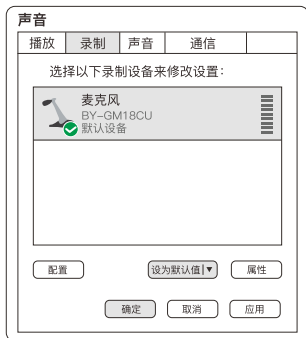 声音
播放 录制 声音 通信
选择以下录制设备来修改设置:
麦克风
BY-GM18CU
默认设备
配置 设为默认值 属性
确定 取消 应用